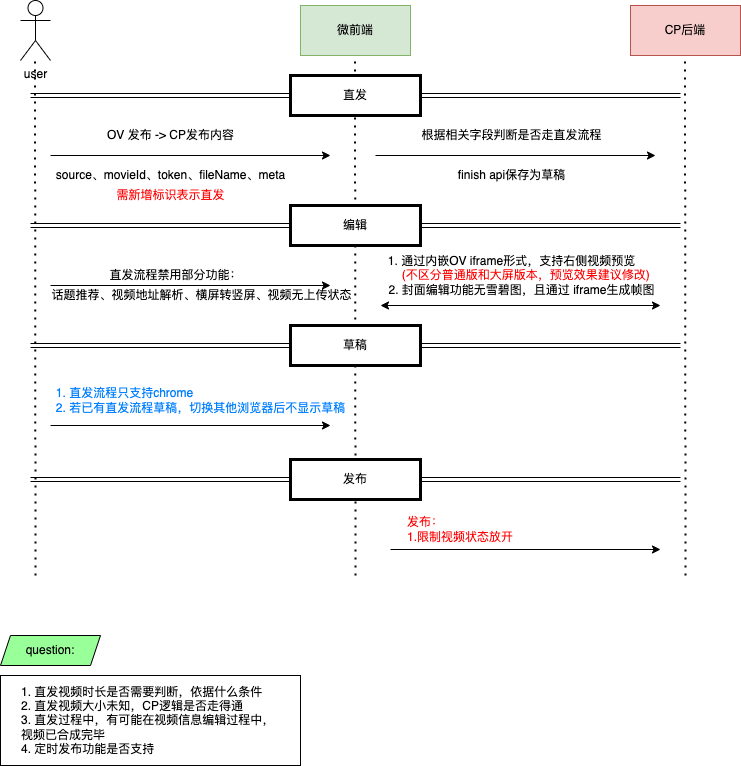 微前端
CP后端
user
直发
OV 发布 -> CP发布内容
根据相关字段判断是否走直发流程
source、movieId、token、fileName、meta
finish api保存为草稿
需新增标识表示直发
编辑
直发流程禁用部分功能：
话题推荐、视频地址解析、横屏转竖屏、视频无上传状态
1. 通过内嵌OV iframe形式，支持右侧视频预览
(不区分普通版和大屏版本，预览效果建议修改)
2. 封面编辑功能无雪碧图，且通过 iframe生成帧图
草稿
1. 直发流程只支持chrome
2. 若已有直发流程草稿，切换其他浏览器后不显示草稿
发布
发布：
1.限制视频状态放开
question:
1. 直发视频时长是否需要判断，依据什么条件
2. 直发视频大小未知，CP逻辑是否走得通
3. 直发过程中，有可能在视频信息编辑过程中，
视频已合成完毕
4. 定时发布功能是否支持